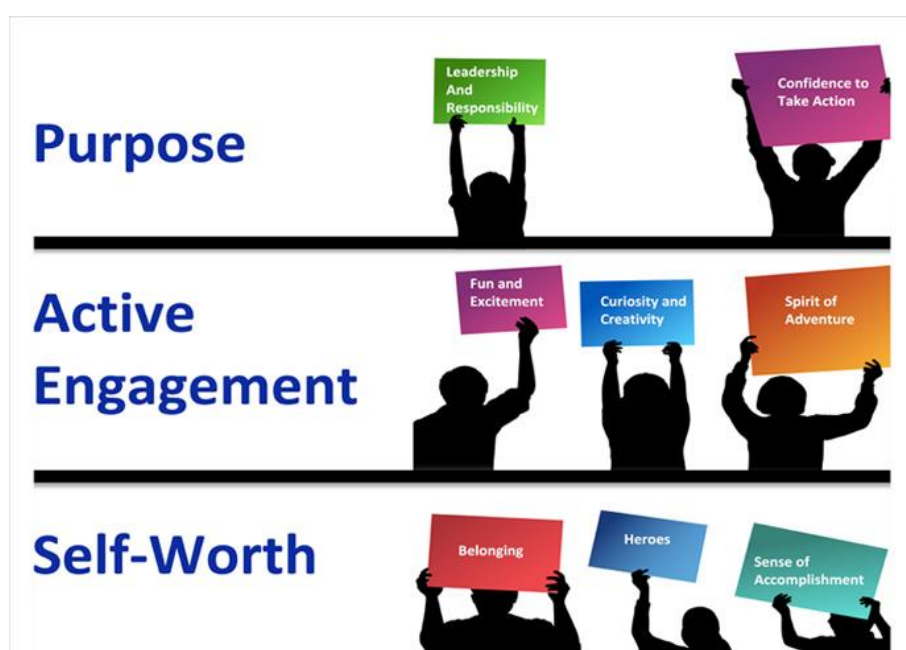 Purpose
Leadership
And
Responsibility
Confidence to
Take Action
Active
Engagement
Fun and
Excitement
Curiosity and
Creativity
Spirit of
Adventure
Self-Worth
Belonging
Heroes
Sense of
Accomplishment